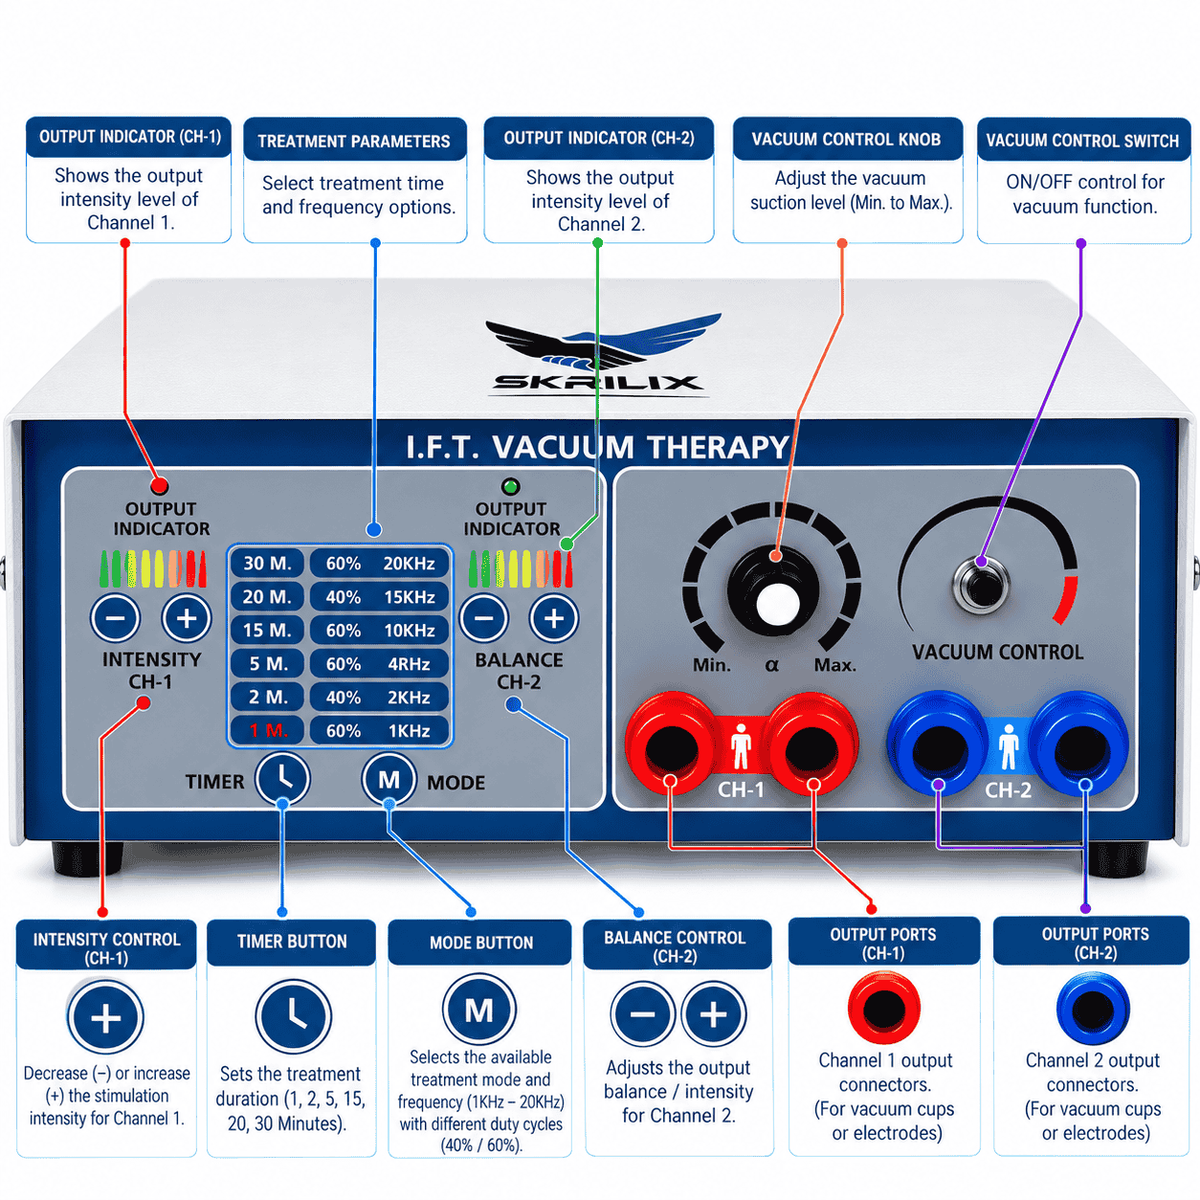 OUTPUT INDICATOR (CH-1)
Shows the output
intensity level of
Channel 1.
TREATMENT PARAMETERS
Select treatment time
and frequency options.
OUTPUT INDICATOR (CH-2)
Shows the output
intensity level of
Channel 2.
VACUUM CONTROL KNOB
Adjust the vacuum
suction level (Min. to Max.).
VACUUM CONTROL SWITCH
ON/OFF control for
vacuum function.
SKRILIX
I.F.T. VACUUM THERAPY
OUTPUT
INDICATOR
− +
INTENSITY
CH-1
30 M. 60% 20KHz
20 M. 40% 15KHz
15 M. 60% 10KHz
5 M. 60% 4RHz
2 M. 40% 2KHz
1 M. 60% 1KHz
TIMER M MODE
OUTPUT
INDICATOR
− +
BALANCE
CH-2
Min. α Max.
VACUUM CONTROL
CH-1
CH-2
INTENSITY CONTROL
(CH-1)
+
Decrease (−) or increase
(+) the stimulation
intensity for Channel 1.
TIMER BUTTON
Sets the treatment
duration (1, 2, 5, 15,
20, 30 Minutes).
MODE BUTTON
M
Selects the available
treatment mode and
frequency (1KHz – 20KHz)
with different duty cycles
(40% / 60%).
BALANCE CONTROL
(CH-2)
− +
Adjusts the output
balance / intensity
for Channel 2.
OUTPUT PORTS
(CH-1)
Channel 1 output
connectors.
(For vacuum cups
or electrodes)
OUTPUT PORTS
(CH-2)
Channel 2 output
connectors.
(For vacuum cups
or electrodes)